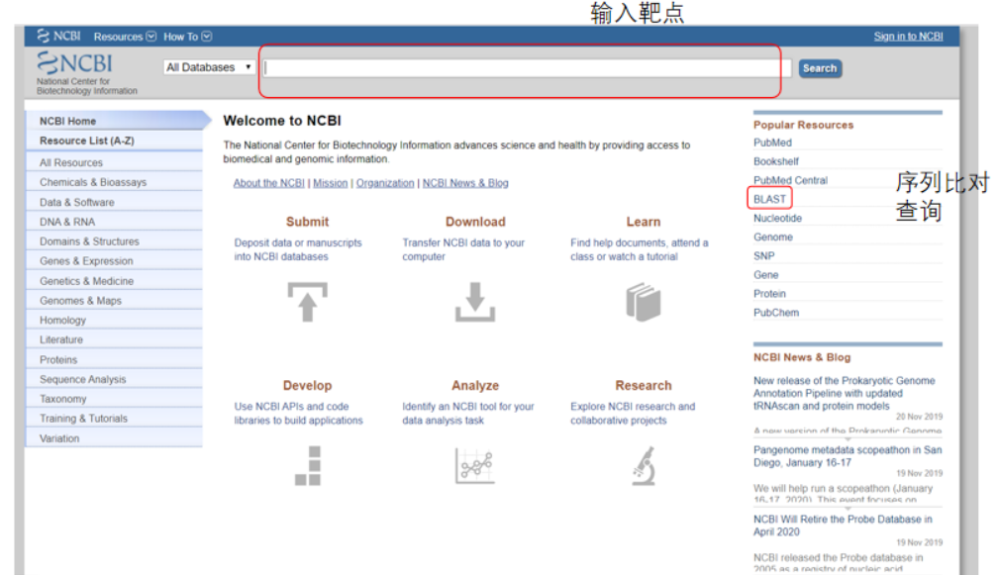 输入靶点
NCBI Resources How To Sign in to NCBI
NCBI
National Center for
Biotechnology Information
All Databases
Search
NCBI Home
Resource List (A-Z)
All Resources
Chemicals & Bioassays
Data & Software
DNA & RNA
Domains & Structures
Genes & Expression
Genetics & Medicine
Genomes & Maps
Homology
Literature
Proteins
Sequence Analysis
Taxonomy
Training & Tutorials
Variation
Welcome to NCBI
The National Center for Biotechnology Information advances science and health by providing access to
biomedical and genomic information.
About the NCBI | Mission | Organization | NCBI News & Blog
Submit
Deposit data or manuscripts
into NCBI databases
Download
Transfer NCBI data to your
computer
Learn
Find help documents, attend a
class or watch a tutorial
Develop
Use NCBI APIs and code
libraries to build applications
Analyze
Identify an NCBI tool for your
data analysis task
Research
Explore NCBI research and
collaborative projects
Popular Resources
PubMed
Bookshelf
PubMed Central
BLAST
Nucleotide
Genome
SNP
Gene
Protein
PubChem
序列比对
查询
NCBI News & Blog
New release of the Prokaryotic Genome
Annotation Pipeline with updated
tRNAscan and protein models
20 Nov 2019
A new version of the Prokaryotic Genome
Pangenome metadata scopeathon in San
Diego, January 16-17
19 Nov 2019
We will help run a scopeathon (January
16-17, 2020). This event focuses on
NCBI Will Retire the Probe Database in
April 2020
19 Nov 2019
NCBI released the Probe database in
2005 as a registry of nucleic acid